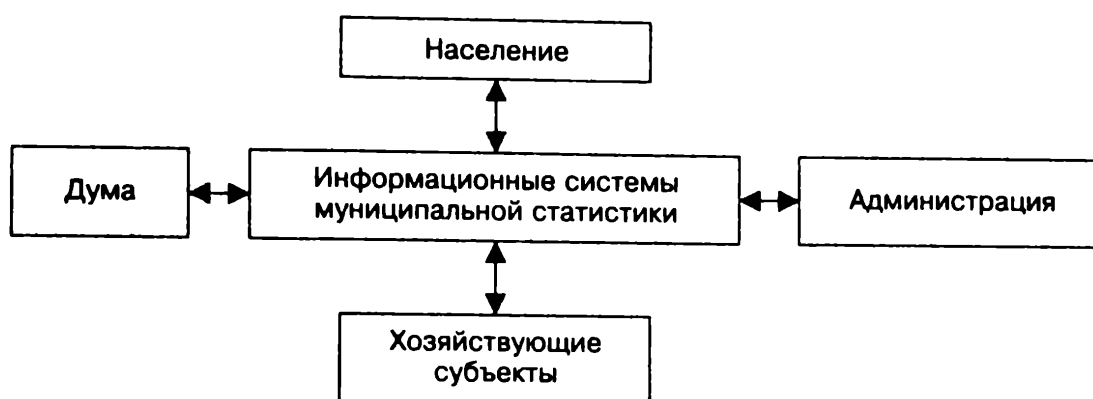 Население
Дума
Информационные системы
муниципальной статистики
Администрация
Хозяйствующие
субъекты